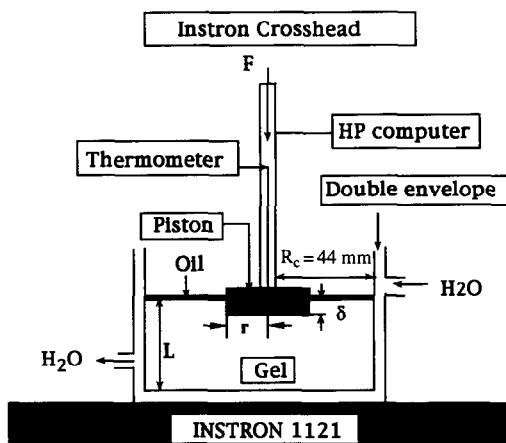 Instron Crosshead
F
HP computer
Thermometer
Double envelope
Piston
R_c = 44 mm
Oil
H2O
δ
r
L
H₂O
Gel
INSTRON 1121